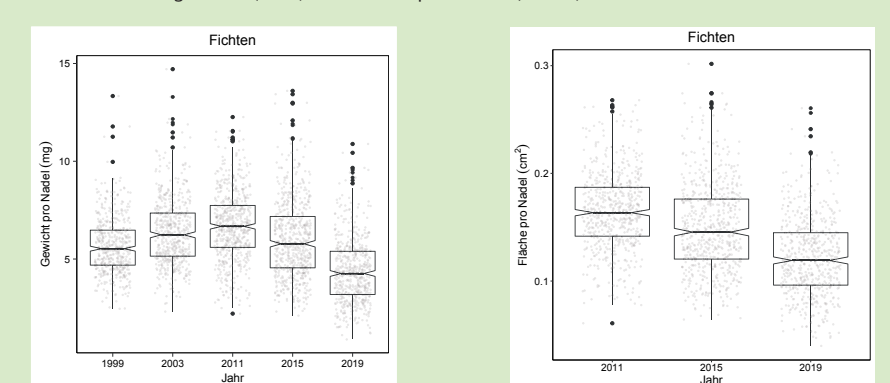 Fichten
15
10
5
Gewicht pro Nadel (mg)
1999 2003 2011 2015 2019
Jahr
Fichten
0.3
0.2
0.1
Fläche pro Nadel (cm²)
2011 2015 2019
Jahr